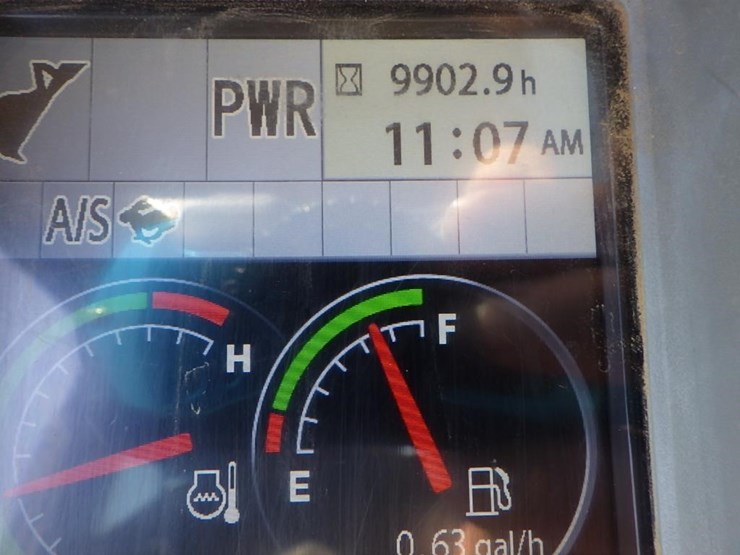 PWR
9902.9h
11:07 AM
A/S
H
F
E
0.63 gal/h